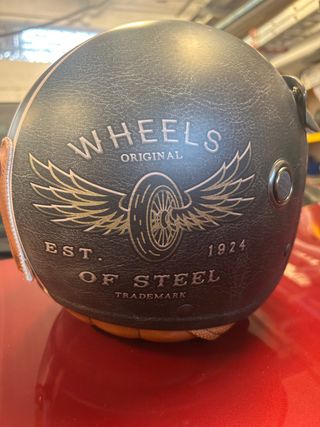 WHEELS
ORIGINAL
EST. 1924
OF STEEL
TRADEMARK